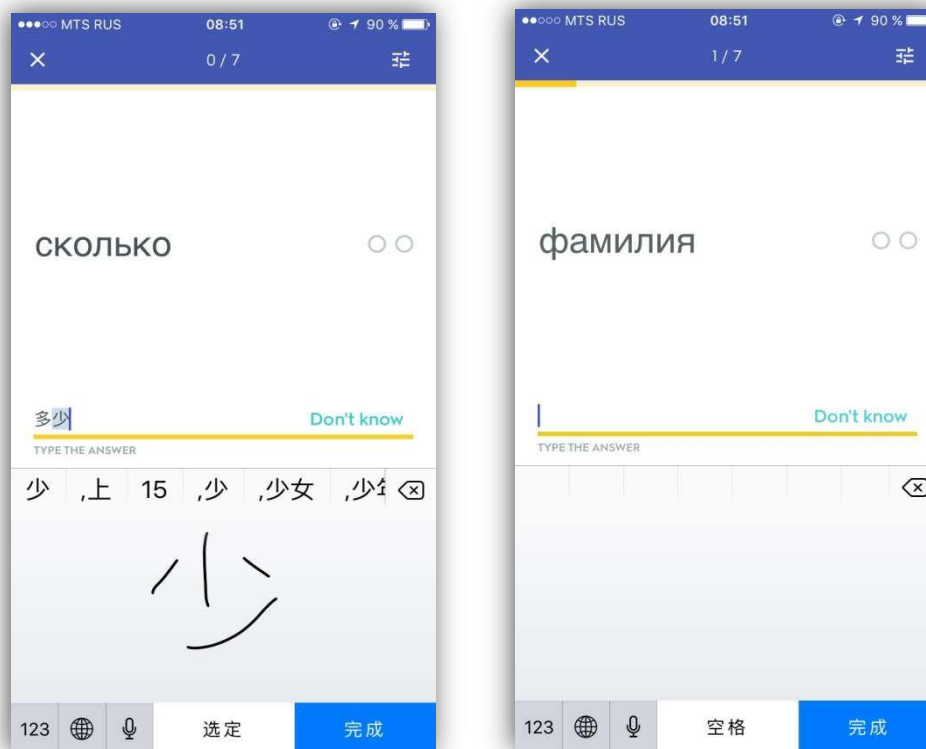 MTS RUS 08:51 90 %
0 / 7
сколько
多少 Don't know
TYPE THE ANSWER
少 ,上 15 ,少 ,少女 ,少年
少
123 选定 完成
MTS RUS 08:51 90 %
1 / 7
фамилия
Don't know
TYPE THE ANSWER
123 空格 完成